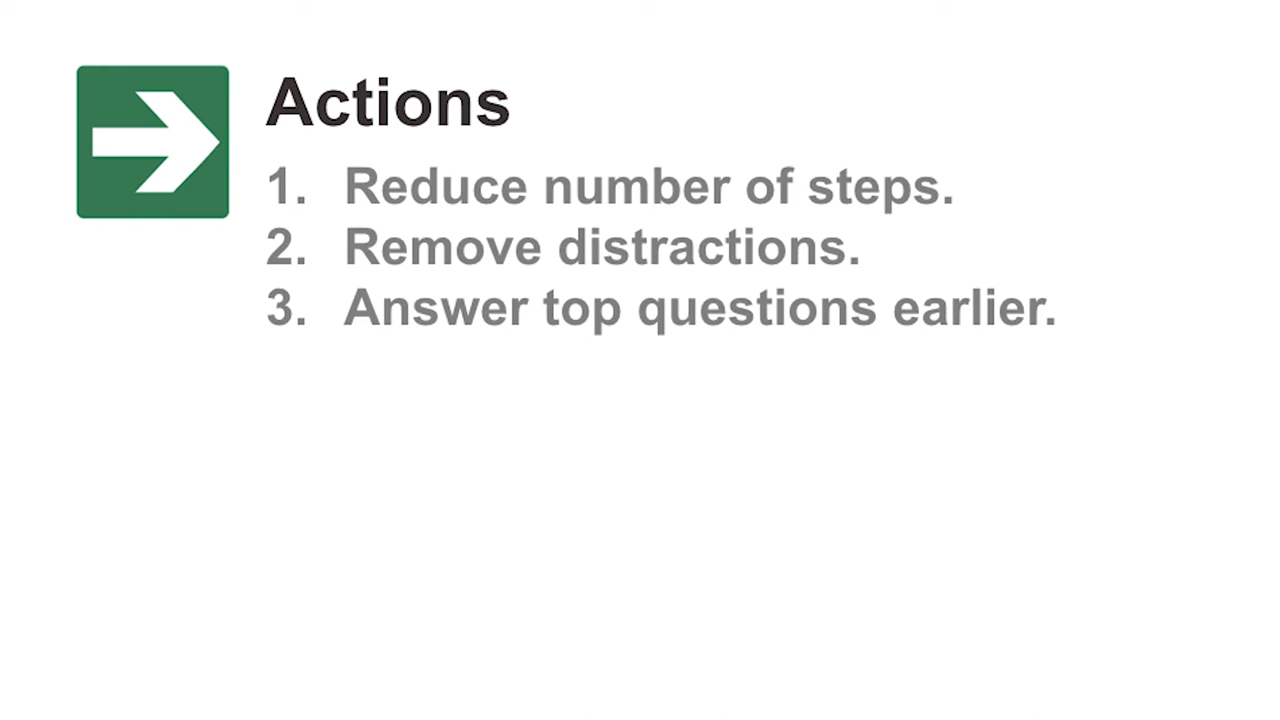 Actions
1. Reduce number of steps.
2. Remove distractions.
3. Answer top questions earlier.